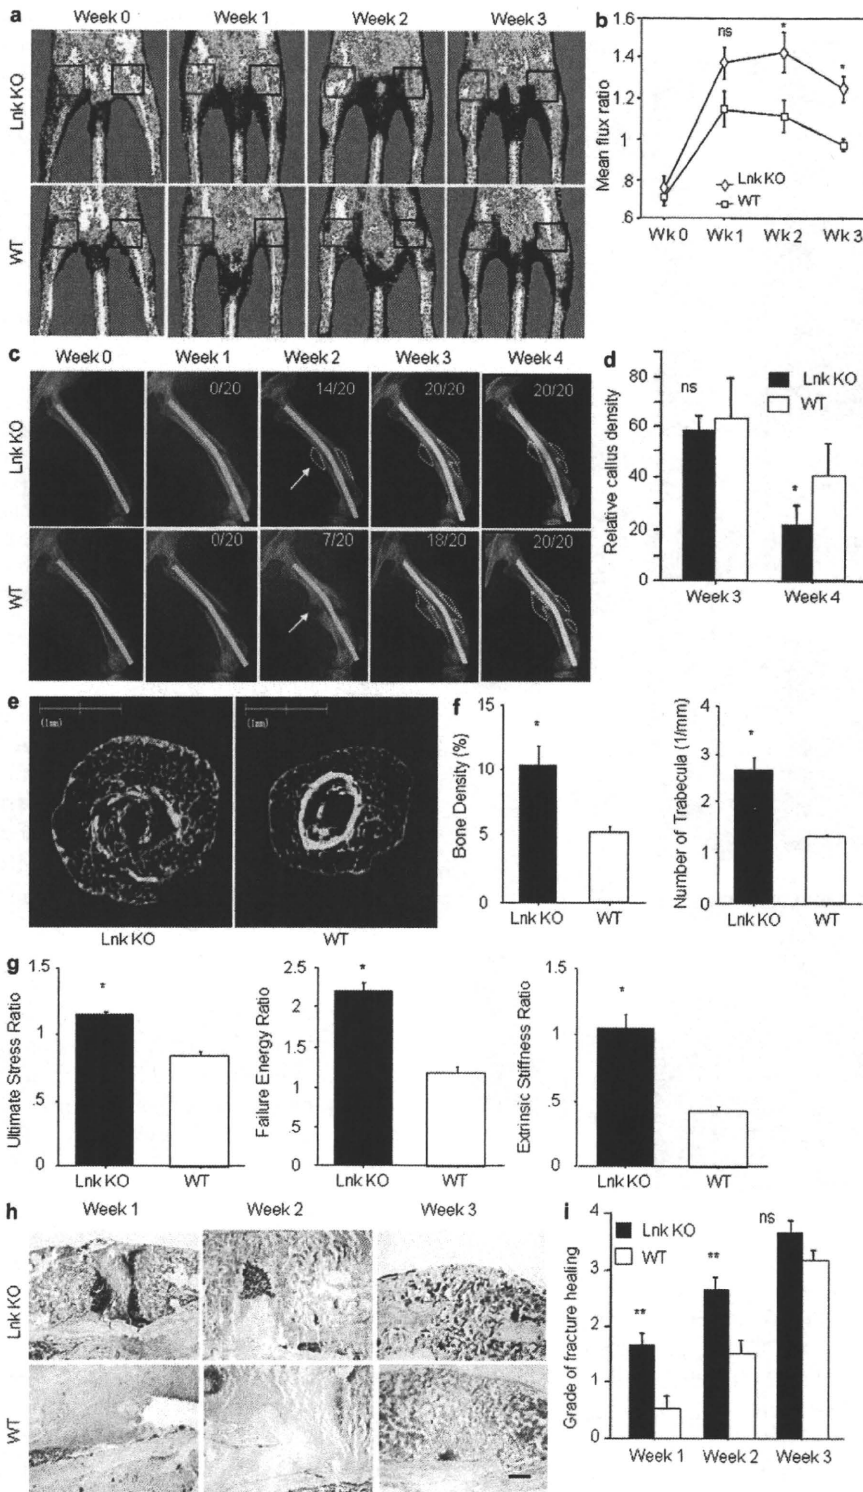 a Week 0 Week 1 Week 2 Week 3
Lnk KO
WT
b
Mean flux ratio
1.6
1.4
1.2
1
.8
.6
ns
*
*
Lnk KO
WT
Wk 0 Wk 1 Wk 2 Wk 3
c Week 0 Week 1 Week 2 Week 3 Week 4
Lnk KO
0/20 14/20 20/20 20/20
WT
0/20 7/20 18/20 20/20
d
Relative callus density
80
60
40
20
0
ns
*
Lnk KO
WT
Week 3 Week 4
e
(1mm) (1mm)
Lnk KO WT
f
Bone Density (%)
15
10
5
0
*
Lnk KO WT
Number of Trabecula (1/mm)
4
3
2
1
0
*
Lnk KO WT
g
Ultimate Stress Ratio
1.5
1
.5
0
*
Lnk KO WT
Failure Energy Ratio
2.5
2
1.5
1
.5
0
*
Lnk KO WT
Extrinsic Stiffness Ratio
1.5
1
.5
0
*
Lnk KO WT
h Week 1 Week 2 Week 3
Lnk KO
WT
i
Grade of fracture healing
4
3
2
1
0
Lnk KO
WT
**
**
ns
Week 1 Week 2 Week 3